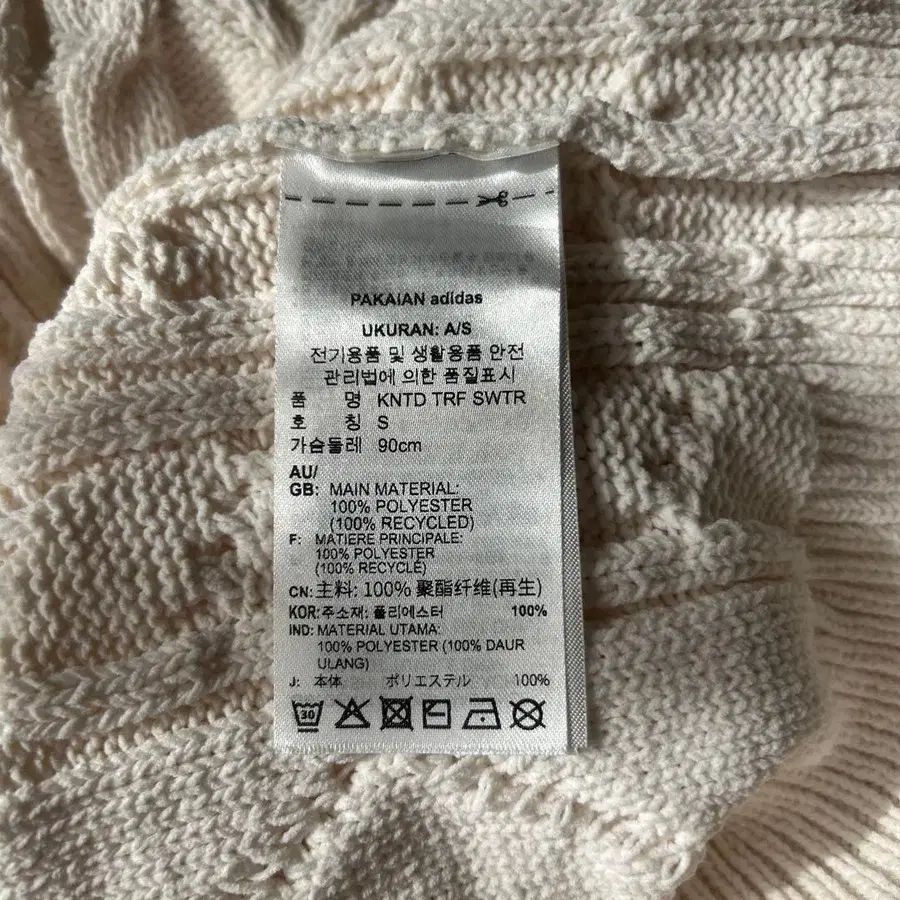 PAKAIAN adidas
UKURAN: A/S
전기용품 및 생활용품 안전
관리법에 의한 품질표시
품 명 KNTD TRF SWTR
호 칭 S
가슴둘레 90cm
AU/
GB: MAIN MATERIAL:
100% POLYESTER
(100% RECYCLED)
F: MATIERE PRINCIPALE:
100% POLYESTER
(100% RECYCLÉ)
CN: 主料: 100% 聚酯纤维(再生)
KOR: 주소재: 폴리에스터 100%
IND: MATERIAL UTAMA:
100% POLYESTER (100% DAUR
ULANG)
J: 本体 ポリエステル 100%
30